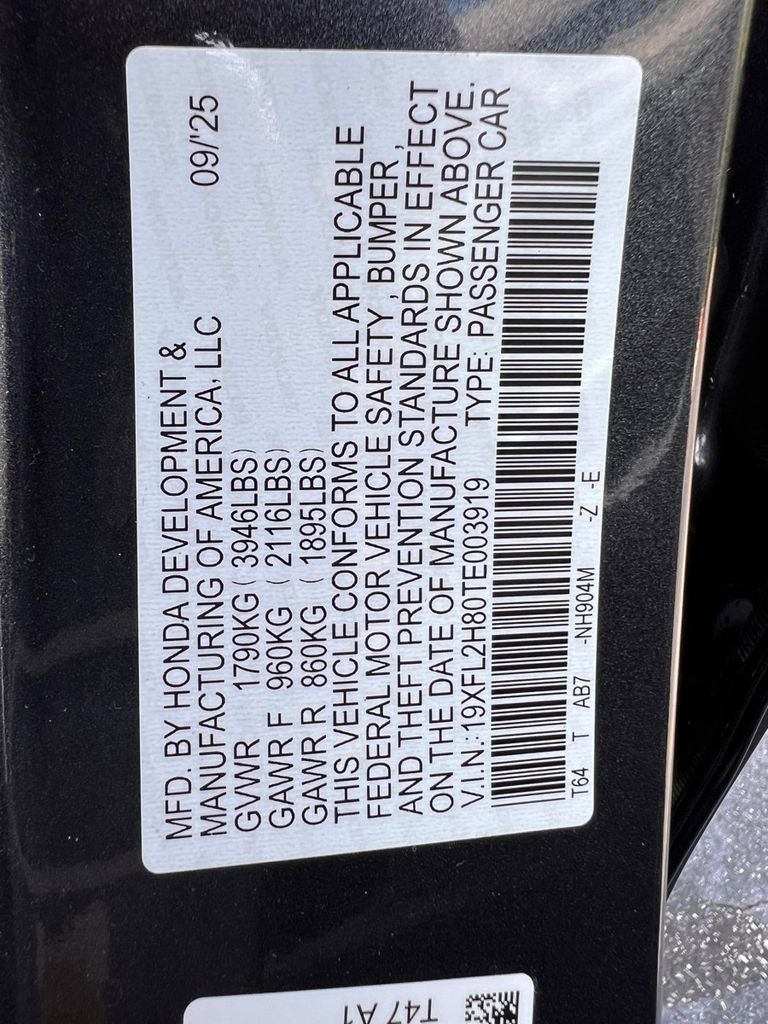 MFD. BY HONDA DEVELOPMENT & 
MANUFACTURING OF AMERICA, LLC 09/'25
GVWR 1790KG ( 3946LBS)
GAWR F 960KG ( 2116LBS)
GAWR R 860KG ( 1895LBS)
THIS VEHICLE CONFORMS TO ALL APPLICABLE
FEDERAL MOTOR VEHICLE SAFETY , BUMPER ,
AND THEFT PREVENTION STANDARDS IN EFFECT
ON THE DATE OF MANUFACTURE SHOWN ABOVE.
V.I.N.:19XFL2H80TE003919 TYPE: PASSENGER CAR
T64 T AB7 -NH904M -Z -E
T47 A1